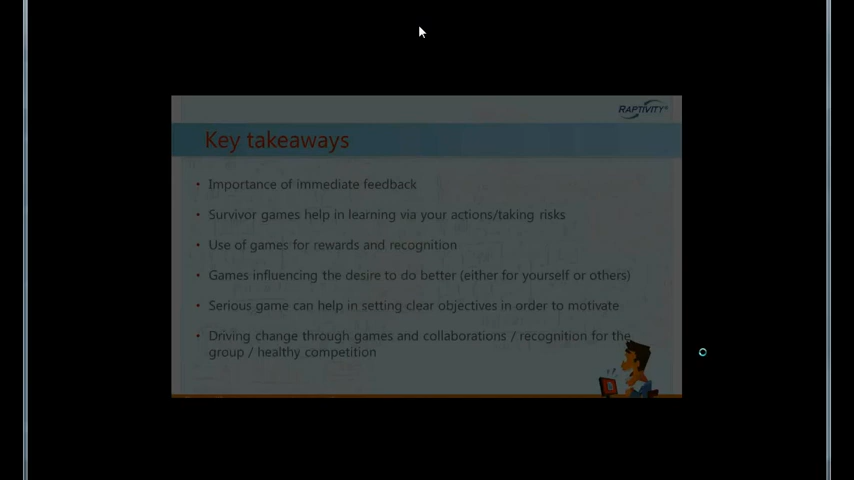 RAPTIVITY®
Key takeaways
• Importance of immediate feedback
• Survivor games help in learning via your actions/taking risks
• Use of games for rewards and recognition
• Games influencing the desire to do better (either for yourself or others)
• Serious game can help in setting clear objectives in order to motivate
• Driving change through games and collaborations / recognition for the
group / healthy competition